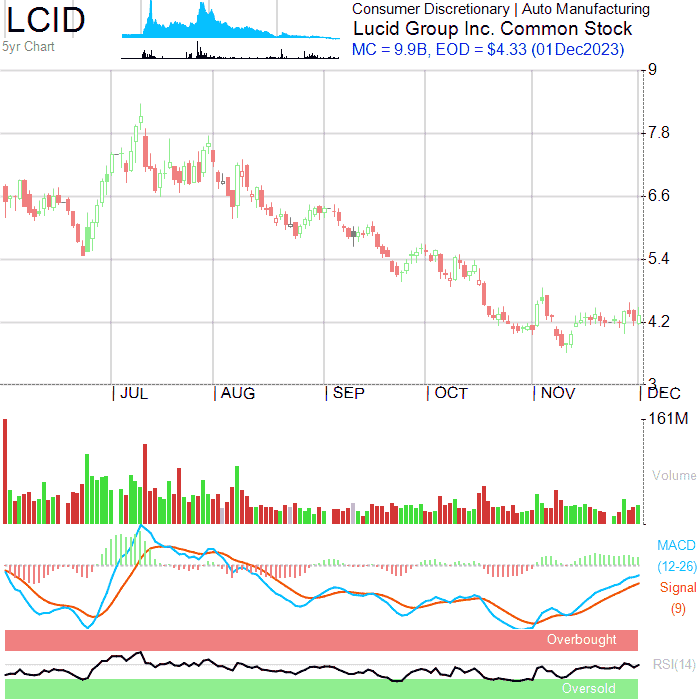 LCID
5yr Chart
Consumer Discretionary | Auto Manufacturing
Lucid Group Inc. Common Stock
MC = 9.9B, EOD = $4.33 (01Dec2023)
9
7.8
6.6
5.4
4.2
3
JUL AUG SEP OCT NOV DEC
161M
Volume
MACD
(12-26)
Signal
(9)
Overbought
RSI(14)
Oversold